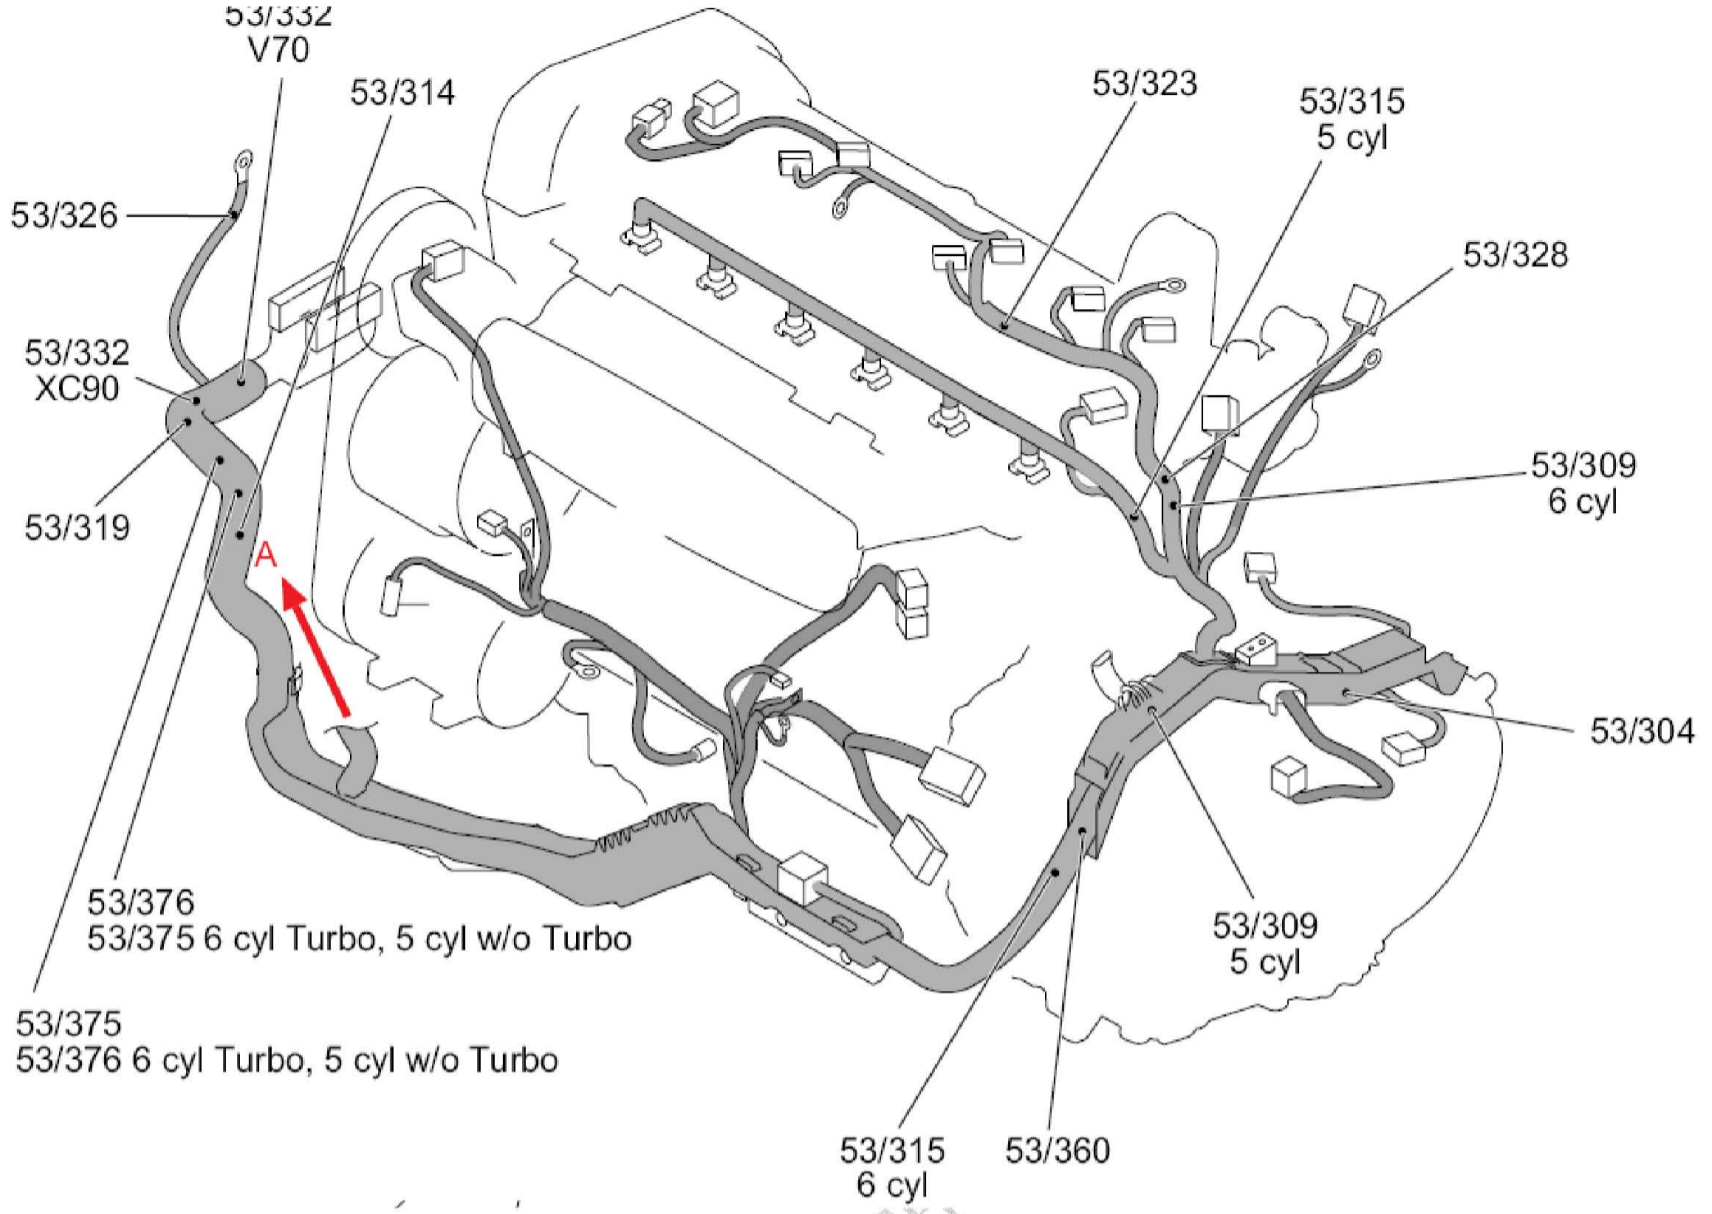 53/332
V70
53/314
53/323
53/315
5 cyl
53/326
53/328
53/332
XC90
53/309
6 cyl
53/319
A
53/304
53/376
53/375 6 cyl Turbo, 5 cyl w/o Turbo
53/309
5 cyl
53/375
53/376 6 cyl Turbo, 5 cyl w/o Turbo
53/315
6 cyl
53/360